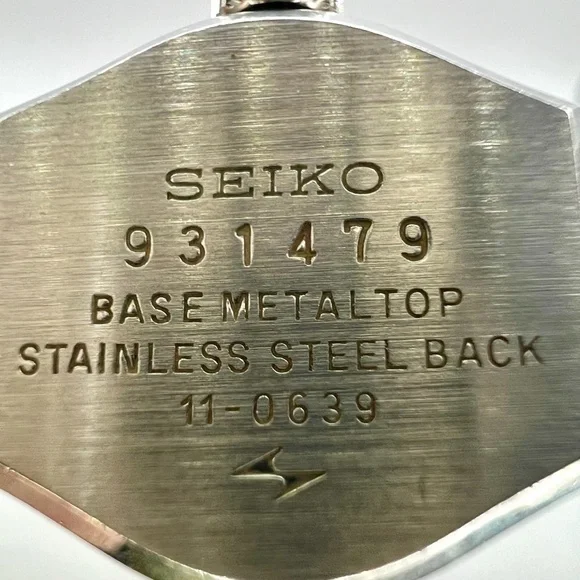 SEIKO
931479
BASE METALTOP
STAINLESS STEEL BACK
11-0639